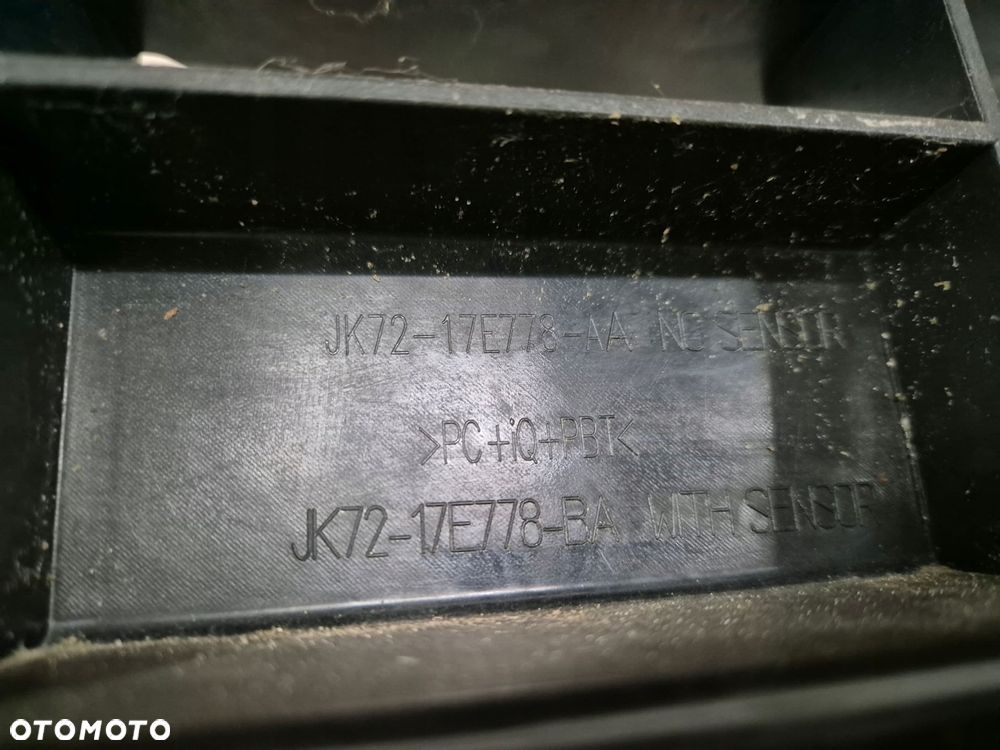 JK72-17E778-AA NO SENSOR
>PC+iQ+PBT<
JK72-17E778-BA WITH SENSOR
OTOMOTO